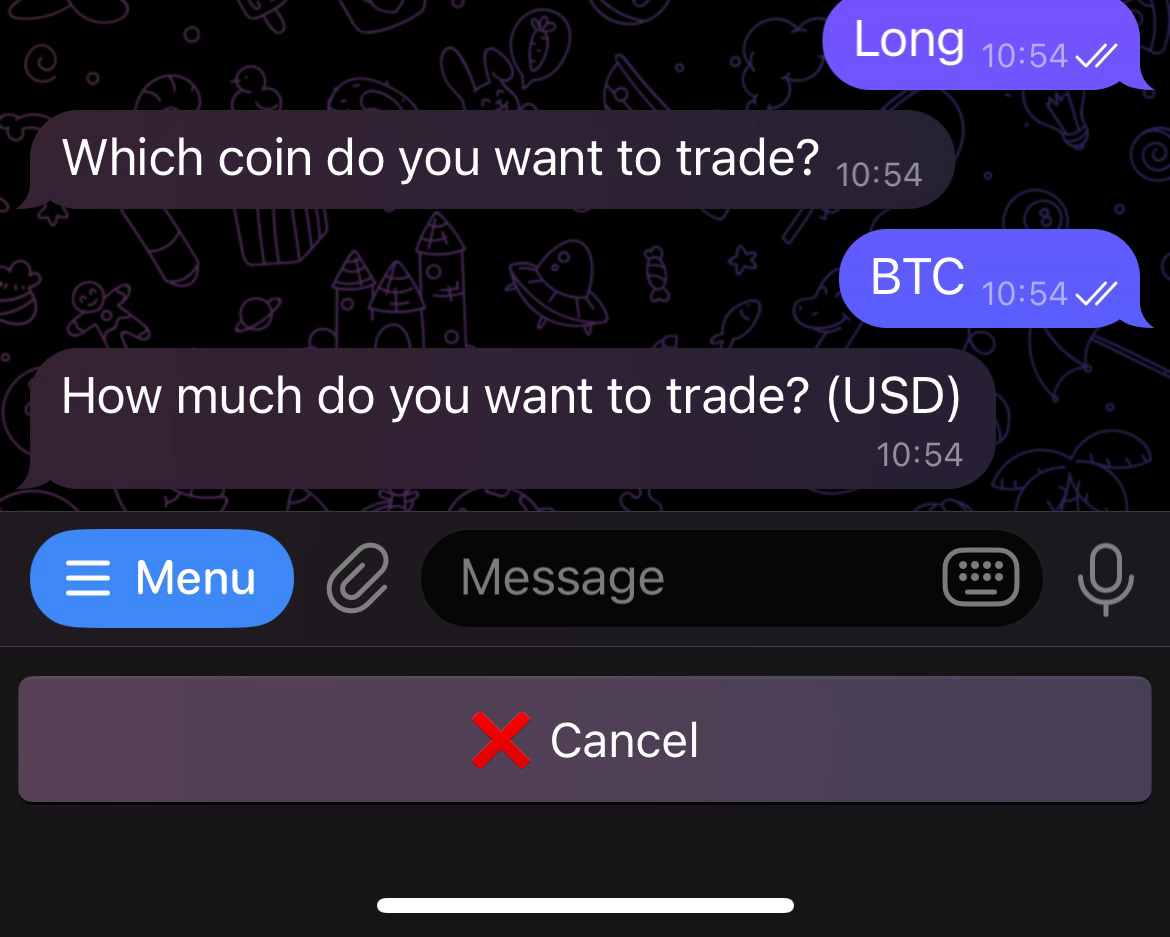 Long 10:54
Which coin do you want to trade? 10:54
BTC 10:54
How much do you want to trade? (USD)
10:54
Menu Message
❌ Cancel